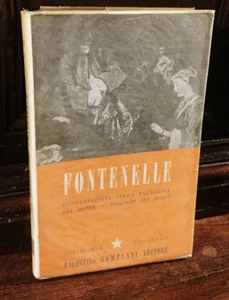 FONTENELLE
CONVERSAZIONI SULLA PLURALITÀ
DEI MONDI - DIALOGHI DEI MORTI
VALENTINO BOMPIANI EDITORE